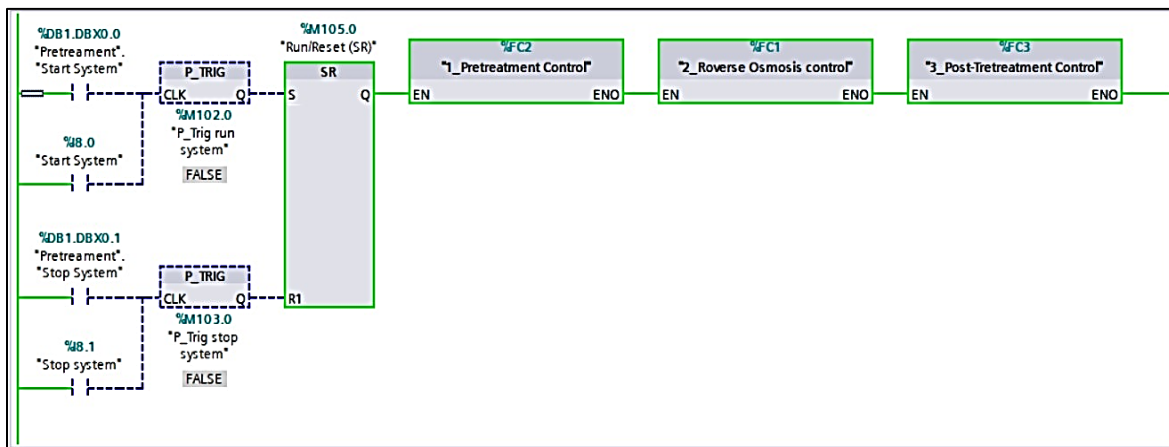 %DB1.DBX0.0
"Pretreament".
"Start System"
P_TRIG
CLK Q
%M102.0
"P_Trig run
system"
FALSE
%I8.0
"Start System"
%DB1.DBX0.1
"Pretreament".
"Stop System"
P_TRIG
CLK Q
%M103.0
"P_Trig stop
system"
FALSE
%I8.1
"Stop system"
%M105.0
"Run/Reset (SR)"
SR
S Q
R1
%FC2
"1_Pretreatment Control"
EN ENO
%FC1
"2_Roverse Osmosis control"
EN ENO
%FC3
"3_Post-Tretreatment Control"
EN ENO